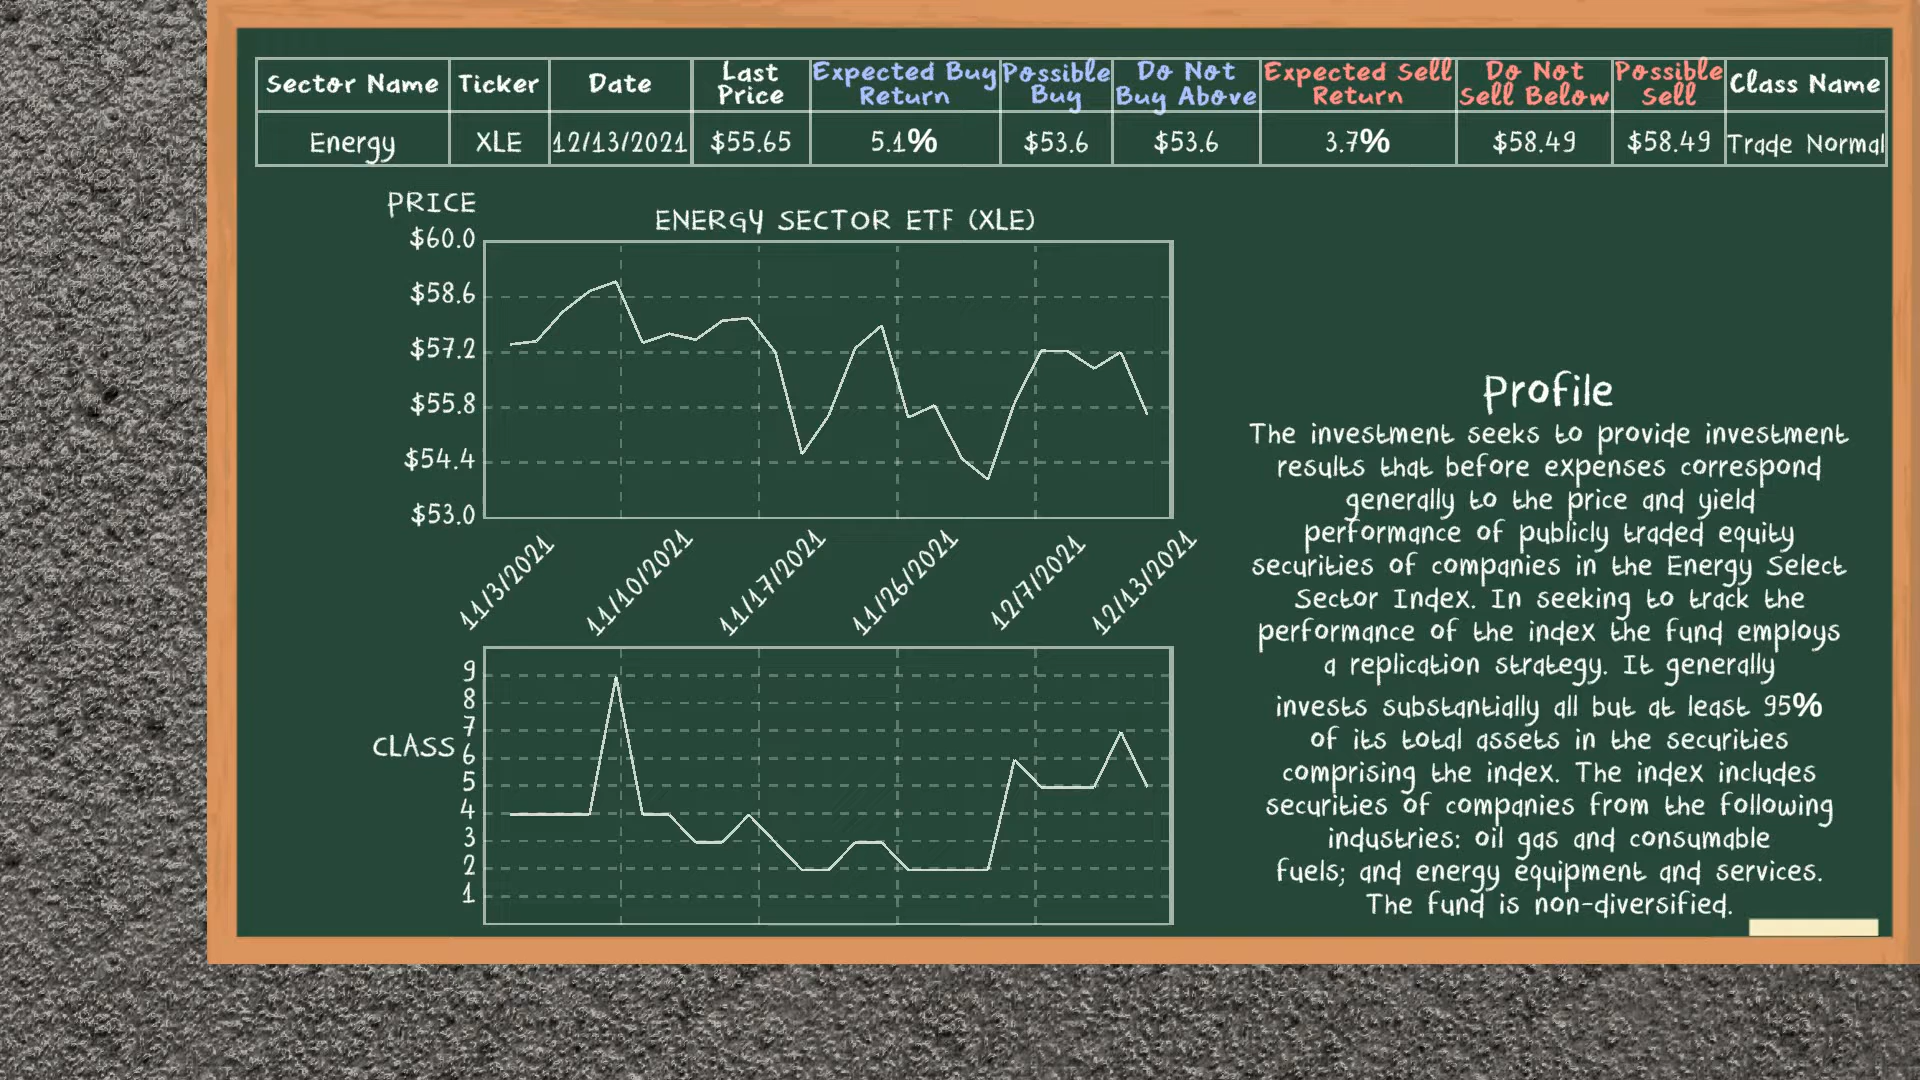 Sector Name Ticker Date Last Price Expected Buy Return Possible Buy Do Not Buy Above Expected Sell Return Do Not Sell Below Possible Sell Class Name
Energy XLE 12/13/2021 $55.65 5.1% $53.6 $53.6 3.7% $58.49 $58.49 Trade Normal
PRICE
ENERGY SECTOR ETF (XLE)
$60.0
$58.6
$57.2
$55.8
$54.4
$53.0
11/3/2021 11/10/2021 11/17/2021 11/26/2021 12/7/2021 12/13/2021
CLASS
9
8
7
6
5
4
3
2
1
Profile
The investment seeks to provide investment
results that before expenses correspond
generally to the price and yield
performance of publicly traded equity
securities of companies in the Energy Select
Sector Index. In seeking to track the
performance of the index the fund employs
a replication strategy. It generally
invests substantially all but at least 95%
of its total assets in the securities
comprising the index. The index includes
securities of companies from the following
industries: oil gas and consumable
fuels; and energy equipment and services.
The fund is non-diversified.